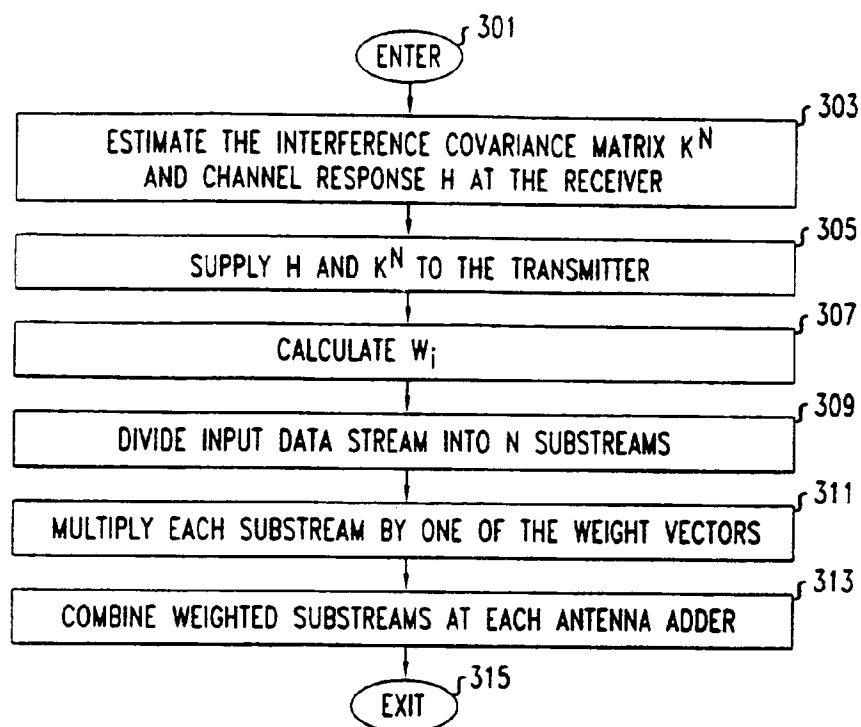 301
ENTER
303
ESTIMATE THE INTERFERENCE COVARIANCE MATRIX K^N
AND CHANNEL RESPONSE H AT THE RECEIVER
305
SUPPLY H AND K^N TO THE TRANSMITTER
307
CALCULATE W_i
309
DIVIDE INPUT DATA STREAM INTO N SUBSTREAMS
311
MULTIPLY EACH SUBSTREAM BY ONE OF THE WEIGHT VECTORS
313
COMBINE WEIGHTED SUBSTREAMS AT EACH ANTENNA ADDER
315
EXIT